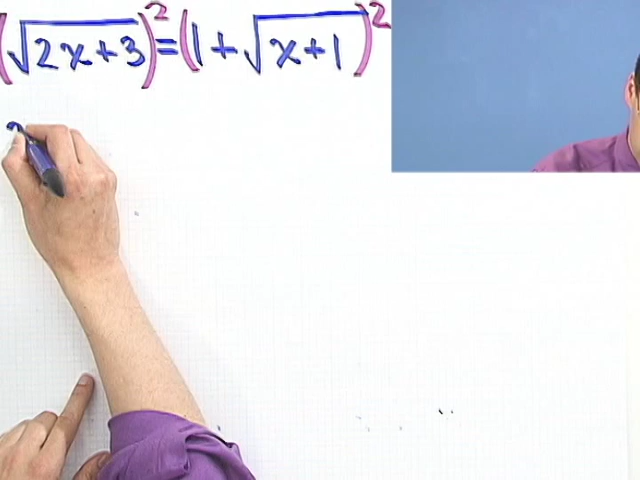 (√(2x+3))² = (1 + √(x+1))²